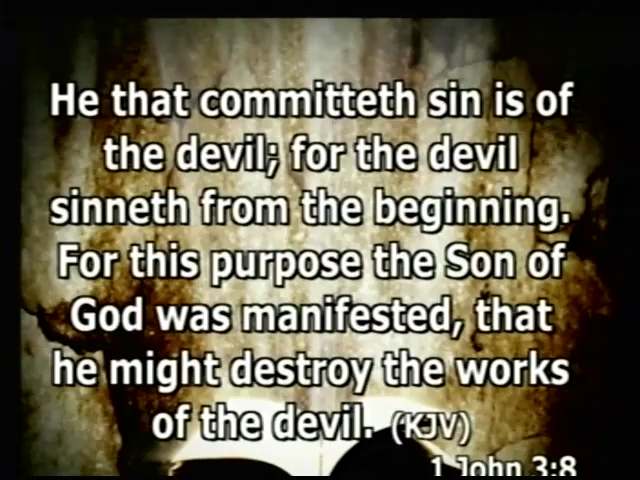 He that committeth sin is of
the devil; for the devil
sinneth from the beginning.
For this purpose the Son of
God was manifested, that
he might destroy the works
of the devil. (KJV)
1 John 3:8